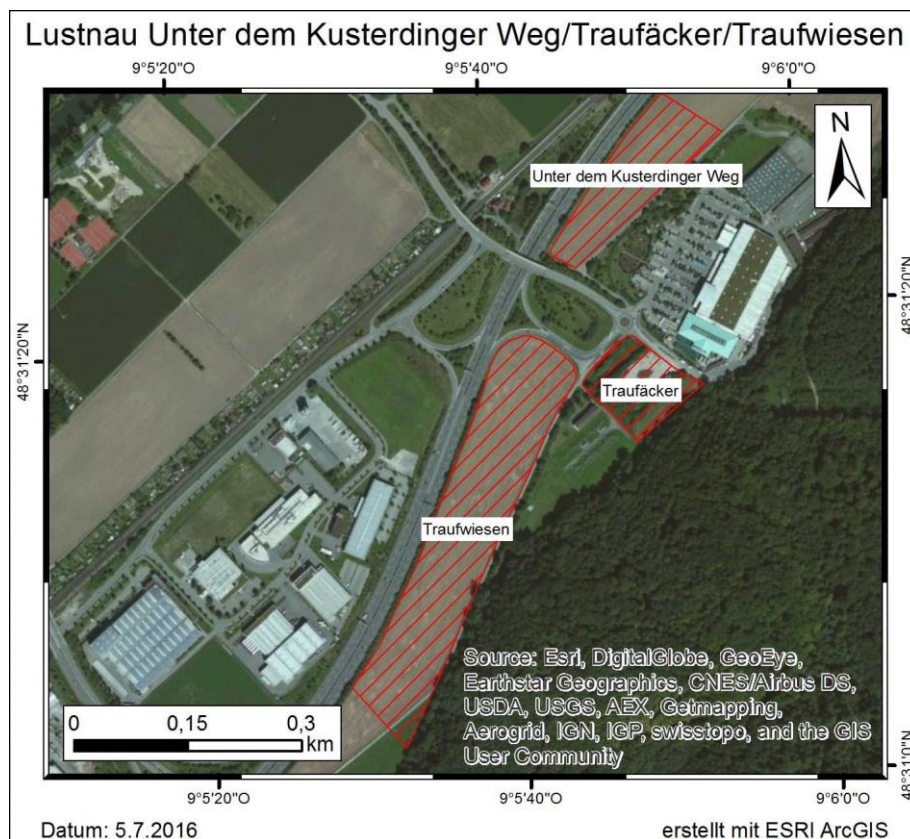 Lustnau Unter dem Kusterdinger Weg/Traufäcker/Traufwiesen
9°5'20"O 9°5'40"O 9°6'0"O
N
Unter dem Kusterdinger Weg
48°31'20"N
48°31'20"N
Traufäcker
Traufwiesen
Source: Esri, DigitalGlobe, GeoEye,
Earthstar Geographics, CNES/Airbus DS,
USDA, USGS, AEX, Getmapping,
Aerogrid, IGN, IGP, swisstopo, and the GIS
User Community
0 0,15 0,3
km
48°31'0"N
9°5'20"O 9°5'40"O 9°6'0"O
Datum: 5.7.2016 erstellt mit ESRI ArcGIS